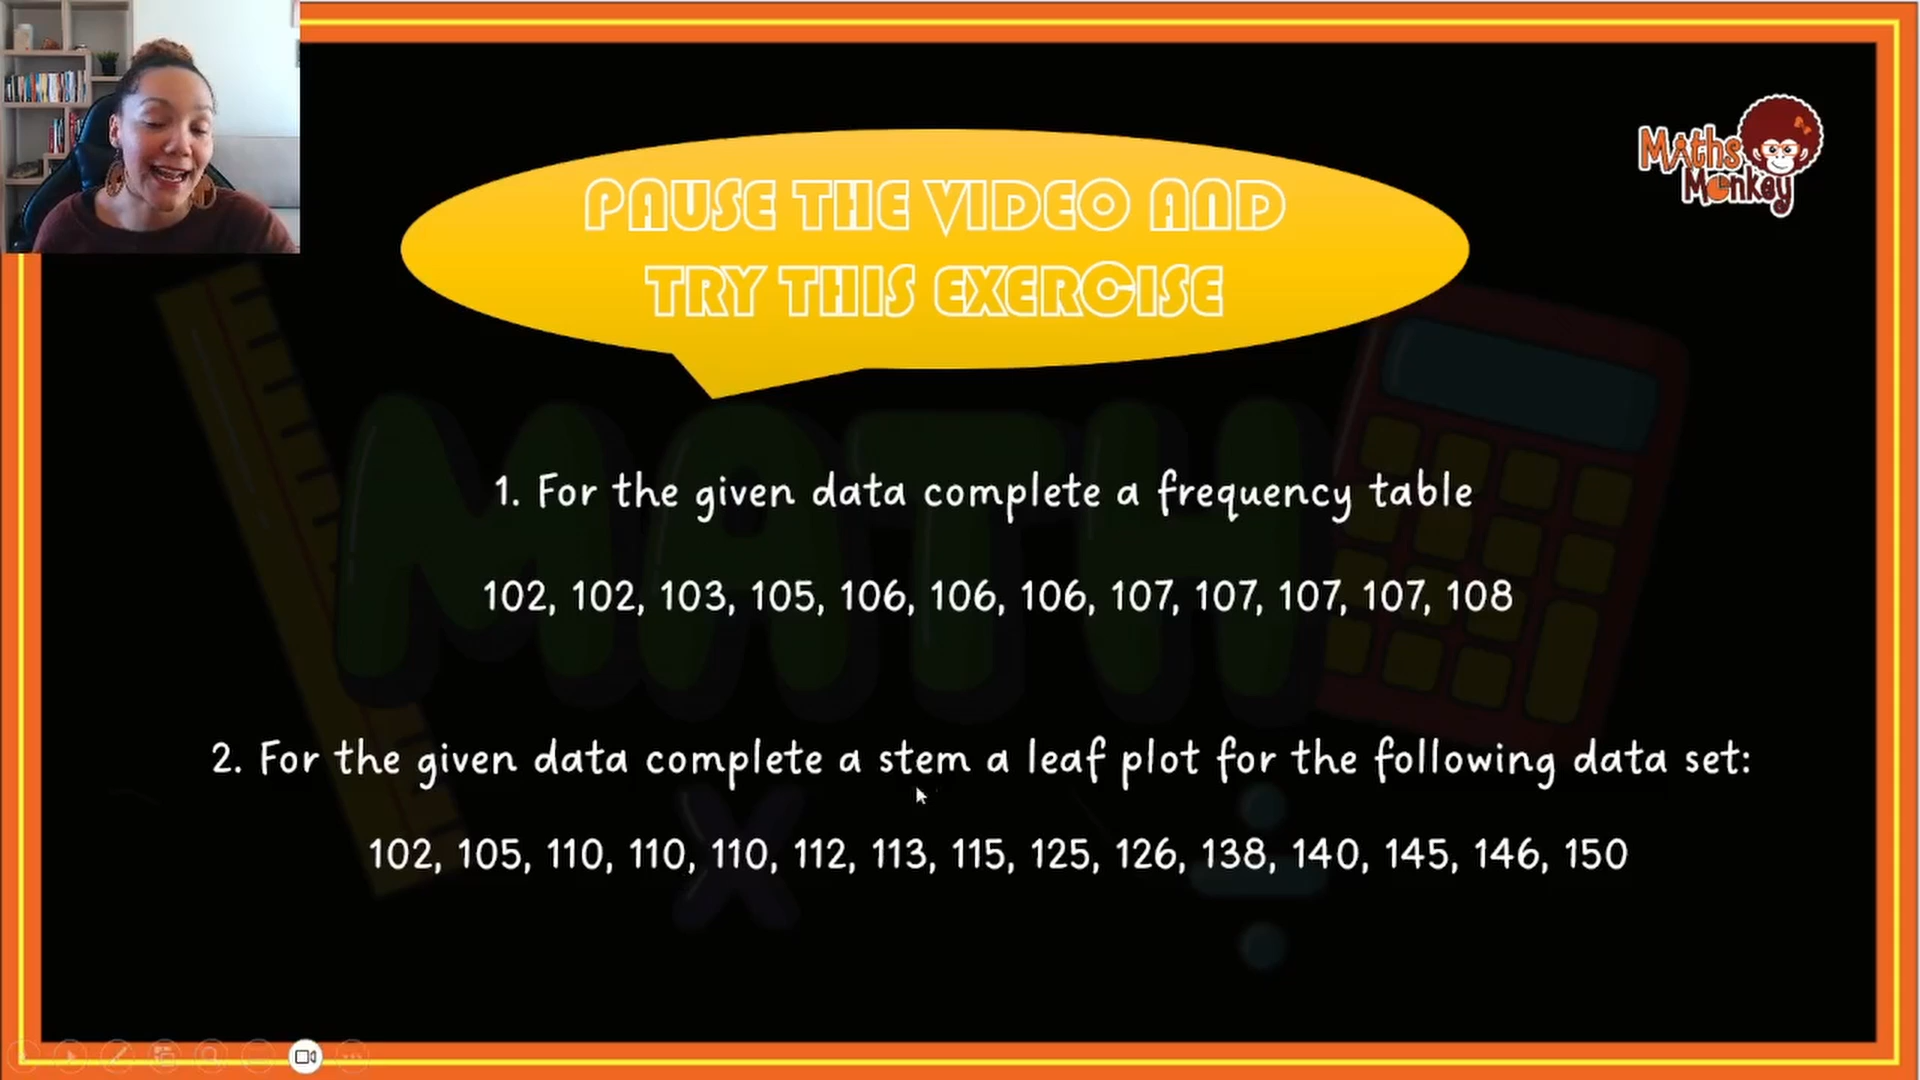 PAUSE THE VIDEO AND
TRY THIS EXERCISE
Maths
Monkey
1. For the given data complete a frequency table
102, 102, 103, 105, 106, 106, 106, 107, 107, 107, 107, 108
2. For the given data complete a stem a leaf plot for the following data set:
102, 105, 110, 110, 110, 112, 113, 115, 125, 126, 138, 140, 145, 146, 150
MATH